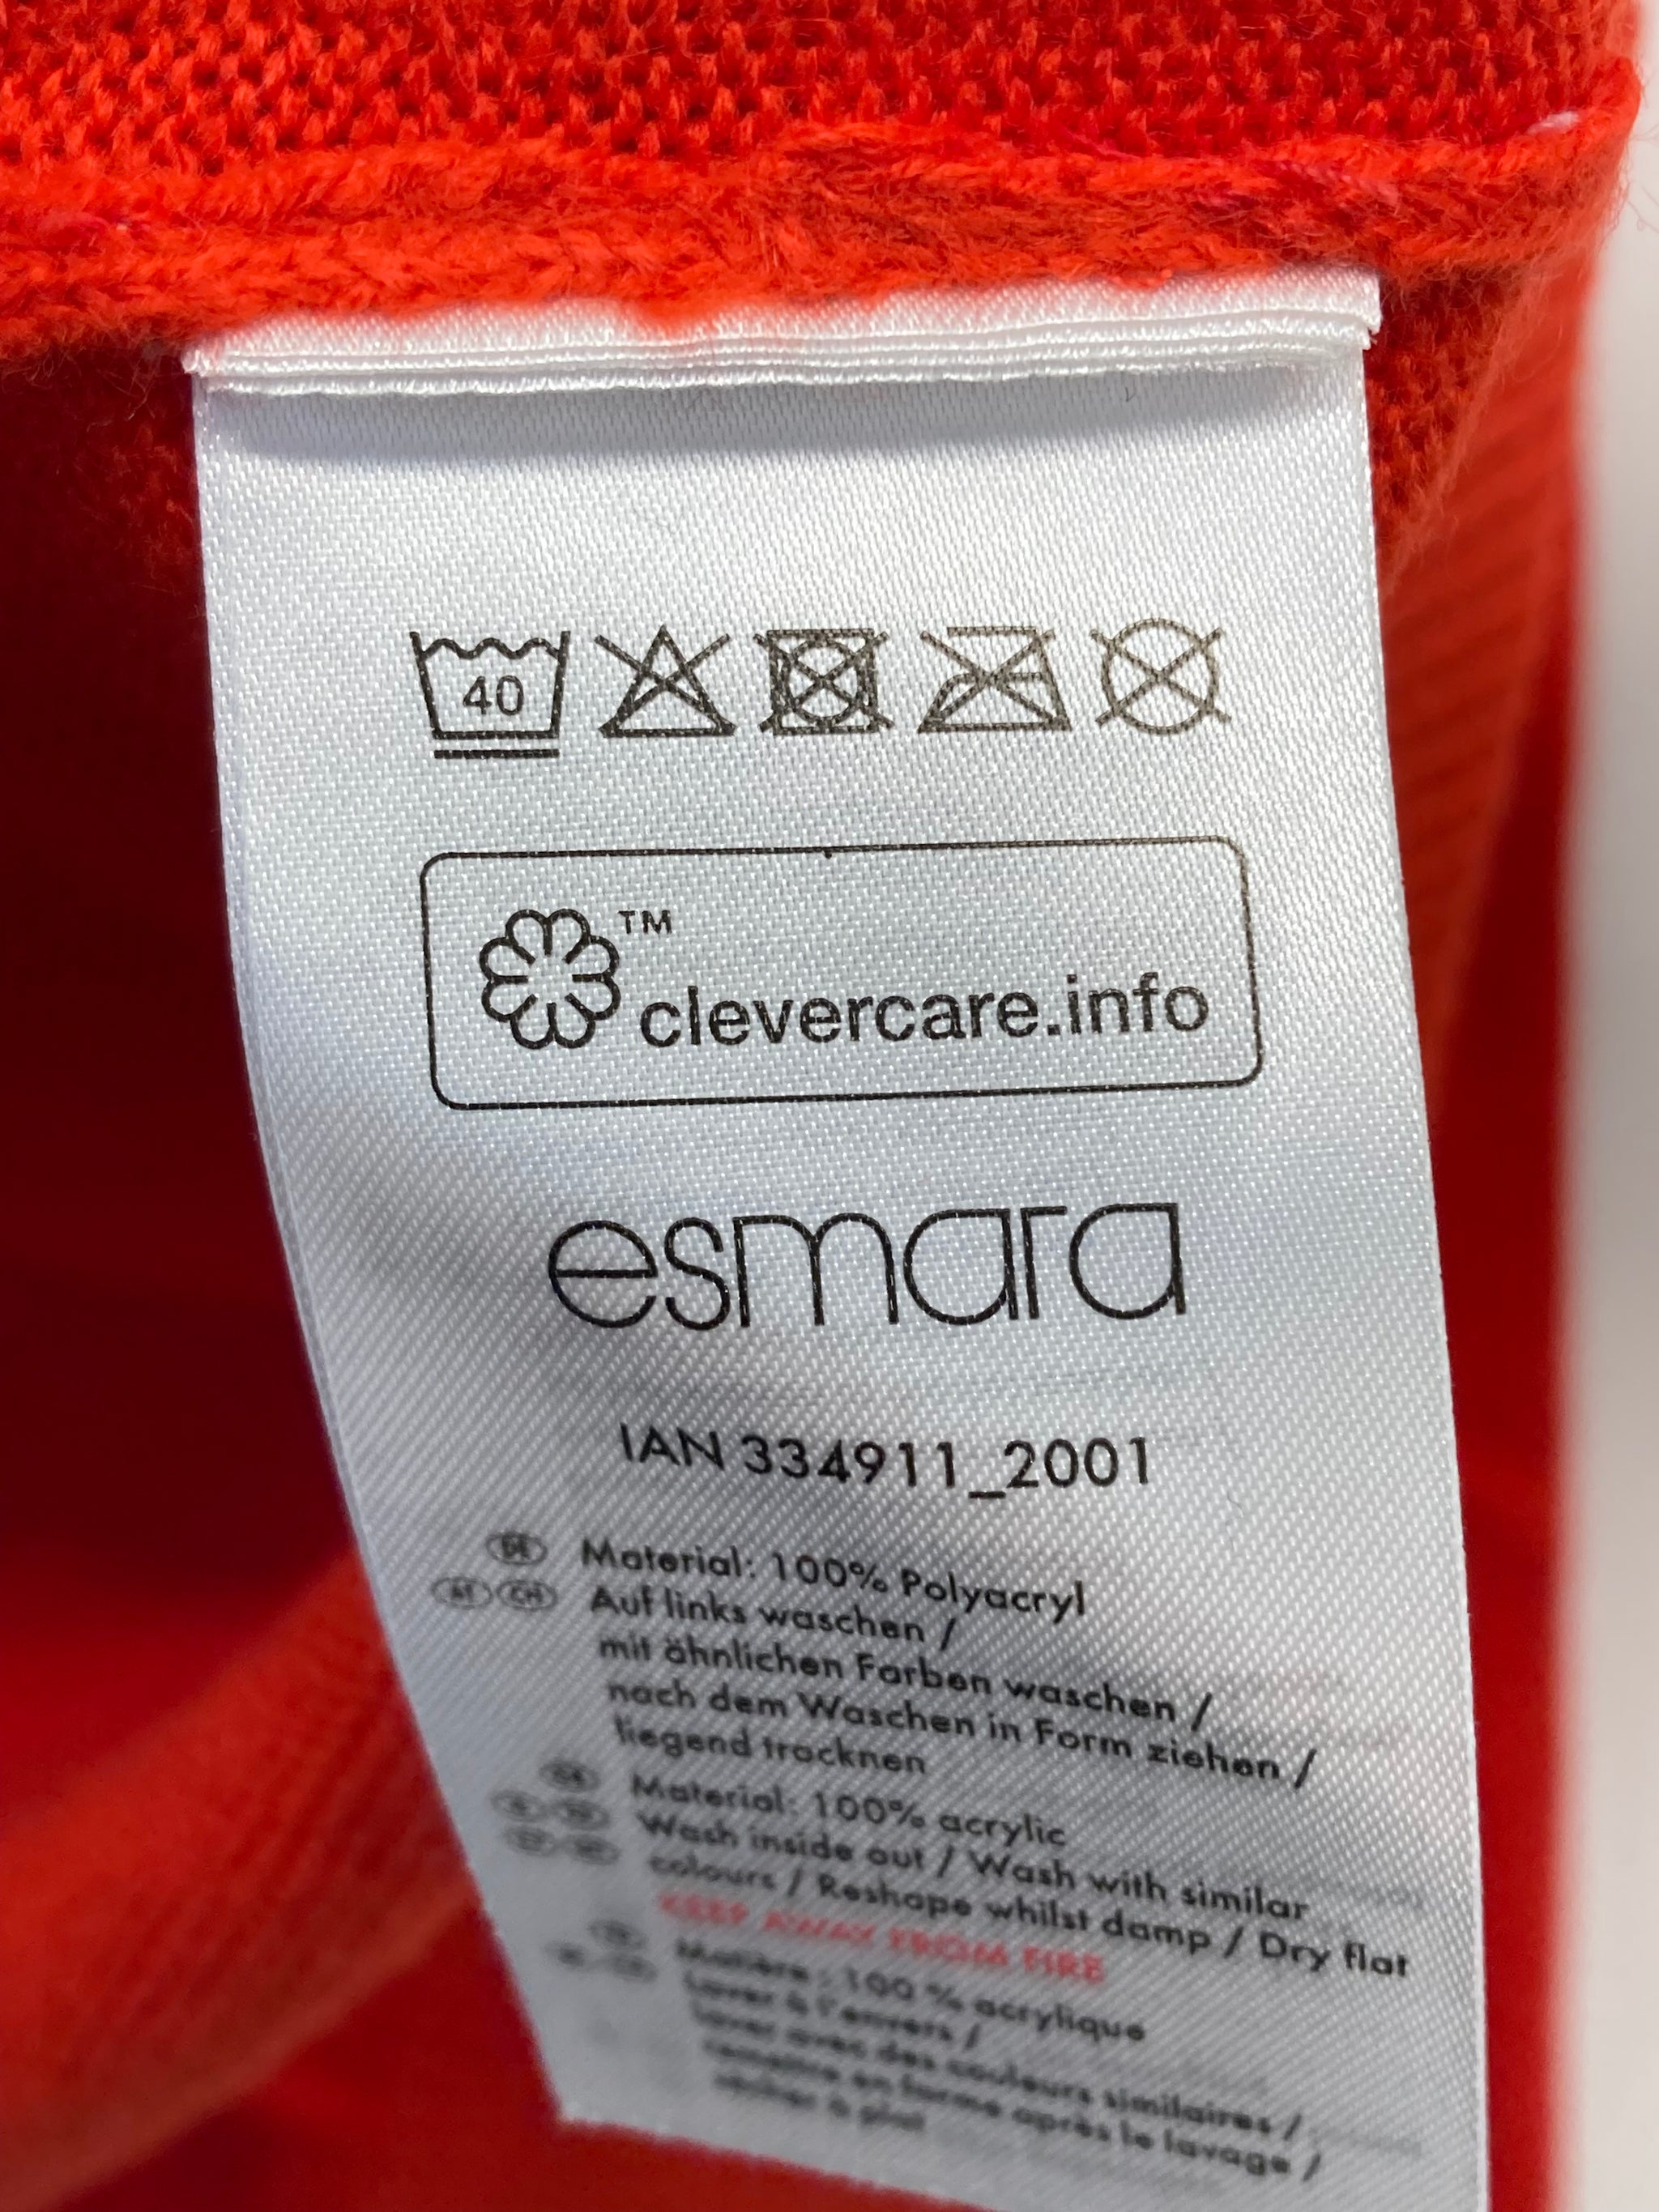 40
TM
clevercare.info
esmara
IAN 334911_2001
DE Material: 100% Polyacryl
AT CH Auf links waschen /
mit ähnlichen Farben waschen /
nach dem Waschen in Form ziehen /
liegend trocknen
Material: 100% acrylic
Wash inside out / Wash with similar
colours / Reshape whilst damp / Dry flat
KEEP AWAY FROM FIRE
Matière : 100 % acrylique
Laver à l'envers /
laver avec des couleurs similaires /
remettre en forme après le lavage /
sécher à plat